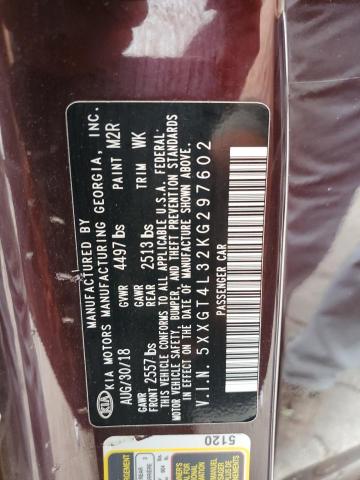 MANUFACTURED BY
KIA KIA MOTORS MANUFACTURING GEORGIA, INC.
AUG/30/18 GVWR 4497 lbs PAINT M2R
GAWR FRONT 2557 lbs GAWR REAR 2513 lbs TRIM WK
THIS VEHICLE CONFORMS TO ALL APPLICABLE U.S.A. FEDERAL
MOTOR VEHICLE SAFETY, BUMPER, AND THEFT PREVENTION STANDARDS
IN EFFECT ON THE DATE OF MANUFACTURE SHOWN ABOVE.
V.I.N. 5XXGT4L32KG297602
PASSENGER CAR
5120
REAR